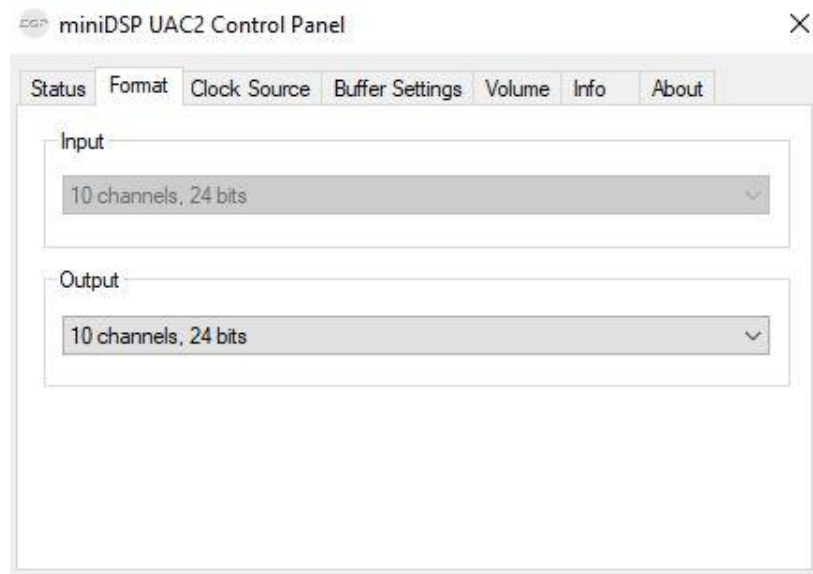 miniDSP UAC2 Control Panel
Status Format Clock Source Buffer Settings Volume Info About
Input
10 channels, 24 bits
Output
10 channels, 24 bits